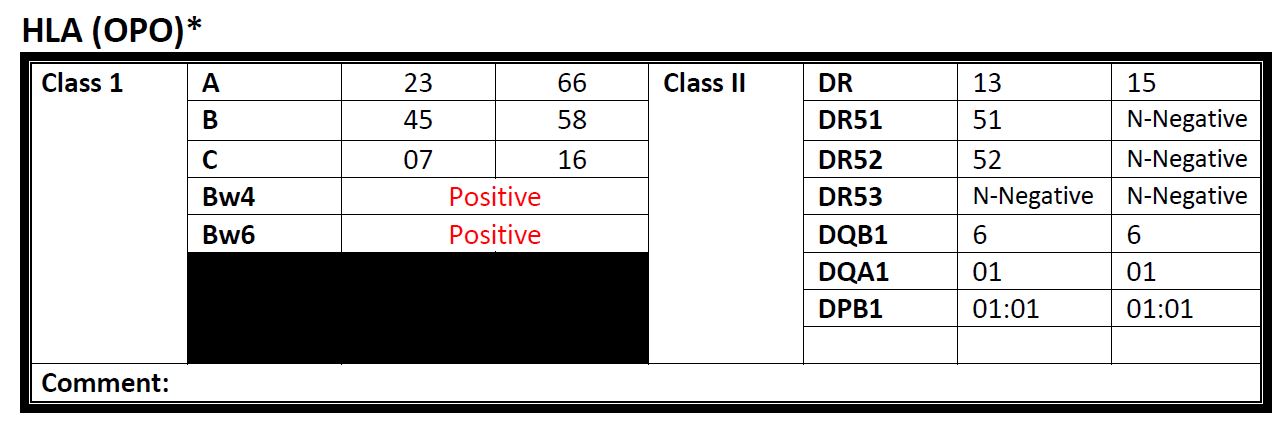 HLA (OPO)*
Class 1 A 23 66 Class II DR 13 15
B 45 58 DR51 51 N-Negative
C 07 16 DR52 52 N-Negative
Bw4 Positive DR53 N-Negative N-Negative
Bw6 Positive DQB1 6 6
DQA1 01 01
DPB1 01:01 01:01
Comment: